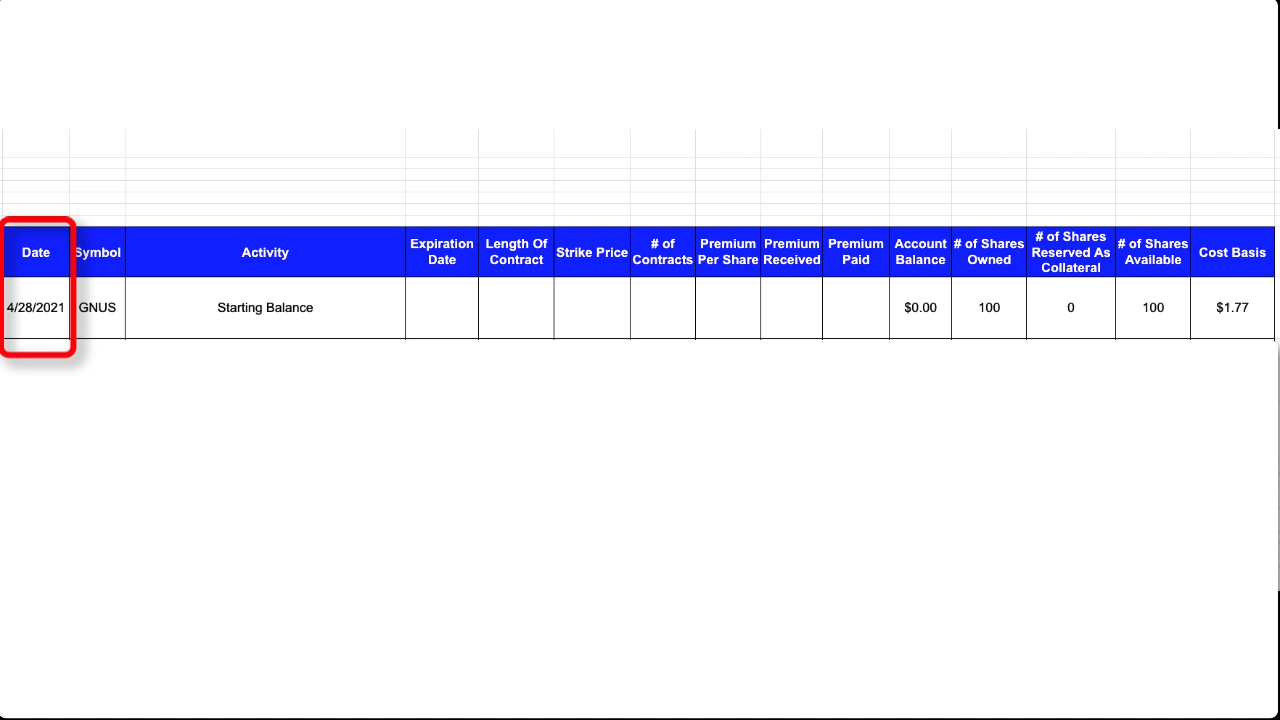 Date Symbol Activity Expiration Date Length Of Contract Strike Price # of Contracts Premium Per Share Premium Received Premium Paid Account Balance # of Shares Owned # of Shares Reserved As Collateral # of Shares Available Cost Basis
4/28/2021 GNUS Starting Balance $0.00 100 0 100 $1.77